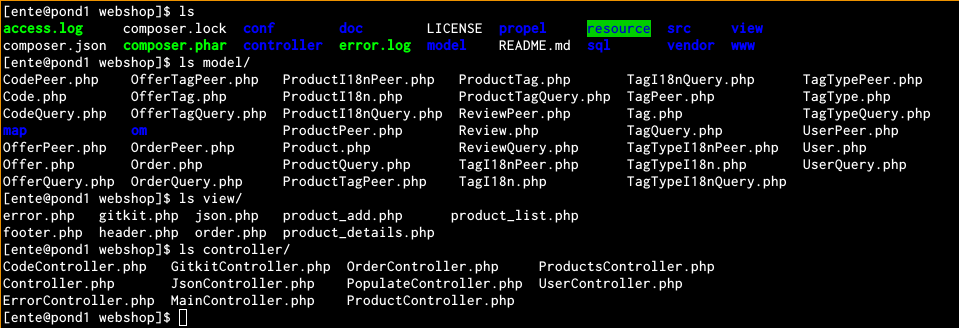 [ente@pond1 webshop]$ ls
access.log composer.lock conf doc LICENSE propel resource src view
composer.json composer.phar controller error.log model README.md sql vendor www
[ente@pond1 webshop]$ ls model/
CodePeer.php OfferTagPeer.php ProductI18nPeer.php ProductTag.php TagI18nQuery.php TagTypePeer.php
Code.php OfferTag.php ProductI18n.php ProductTagQuery.php TagPeer.php TagType.php
CodeQuery.php OfferTagQuery.php ProductI18nQuery.php ReviewPeer.php Tag.php TagTypeQuery.php
map om ProductPeer.php Review.php TagQuery.php UserPeer.php
OfferPeer.php OrderPeer.php Product.php ReviewQuery.php TagTypeI18nPeer.php User.php
Offer.php Order.php ProductQuery.php TagI18nPeer.php TagTypeI18n.php UserQuery.php
OfferQuery.php OrderQuery.php ProductTagPeer.php TagI18n.php TagTypeI18nQuery.php
[ente@pond1 webshop]$ ls view/
error.php gitkit.php json.php product_add.php product_list.php
footer.php header.php order.php product_details.php
[ente@pond1 webshop]$ ls controller/
CodeController.php GitkitController.php OrderController.php ProductsController.php
Controller.php JsonController.php PopulateController.php UserController.php
ErrorController.php MainController.php ProductController.php
[ente@pond1 webshop]$